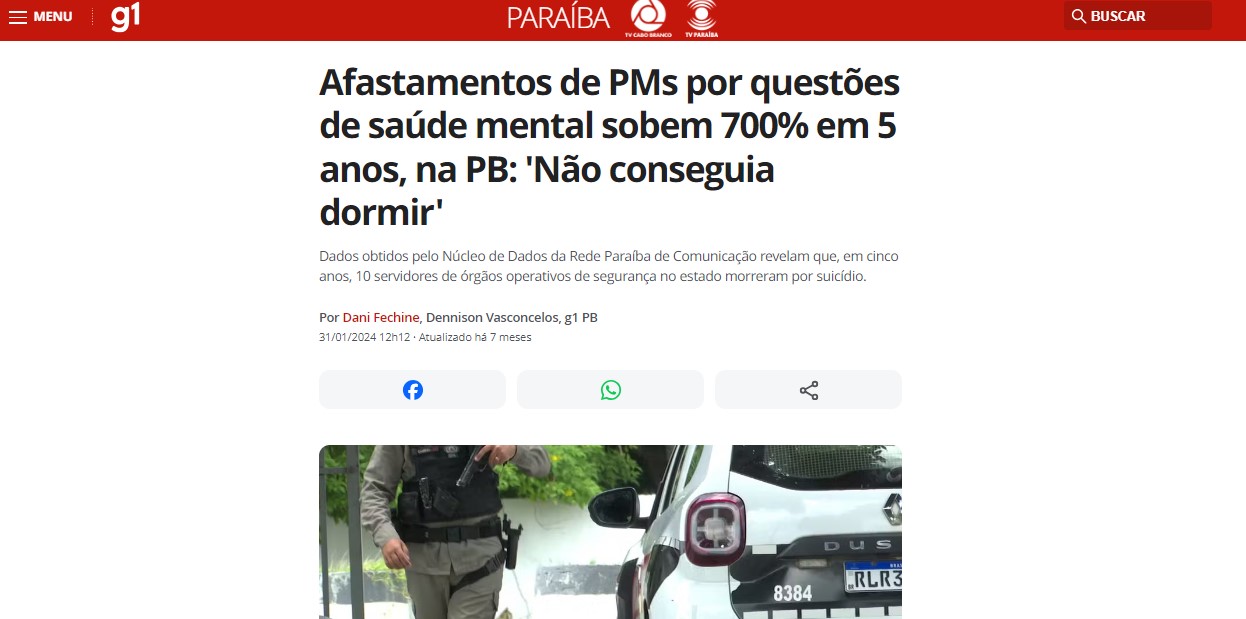 MENU
g1
PARAÍBA
TV CABO BRANCO
TV PARAÍBA
BUSCAR
Afastamentos de PMs por questões
de saúde mental sobem 700% em 5
anos, na PB: 'Não conseguia
dormir'
Dados obtidos pelo Núcleo de Dados da Rede Paraíba de Comunicação revelam que, em cinco
anos, 10 servidores de órgãos operativos de segurança no estado morreram por suicídio.
Por Dani Fechine, Dennison Vasconcelos, g1 PB
31/01/2024 12h12 · Atualizado há 7 meses
DUS
RLR3
8384